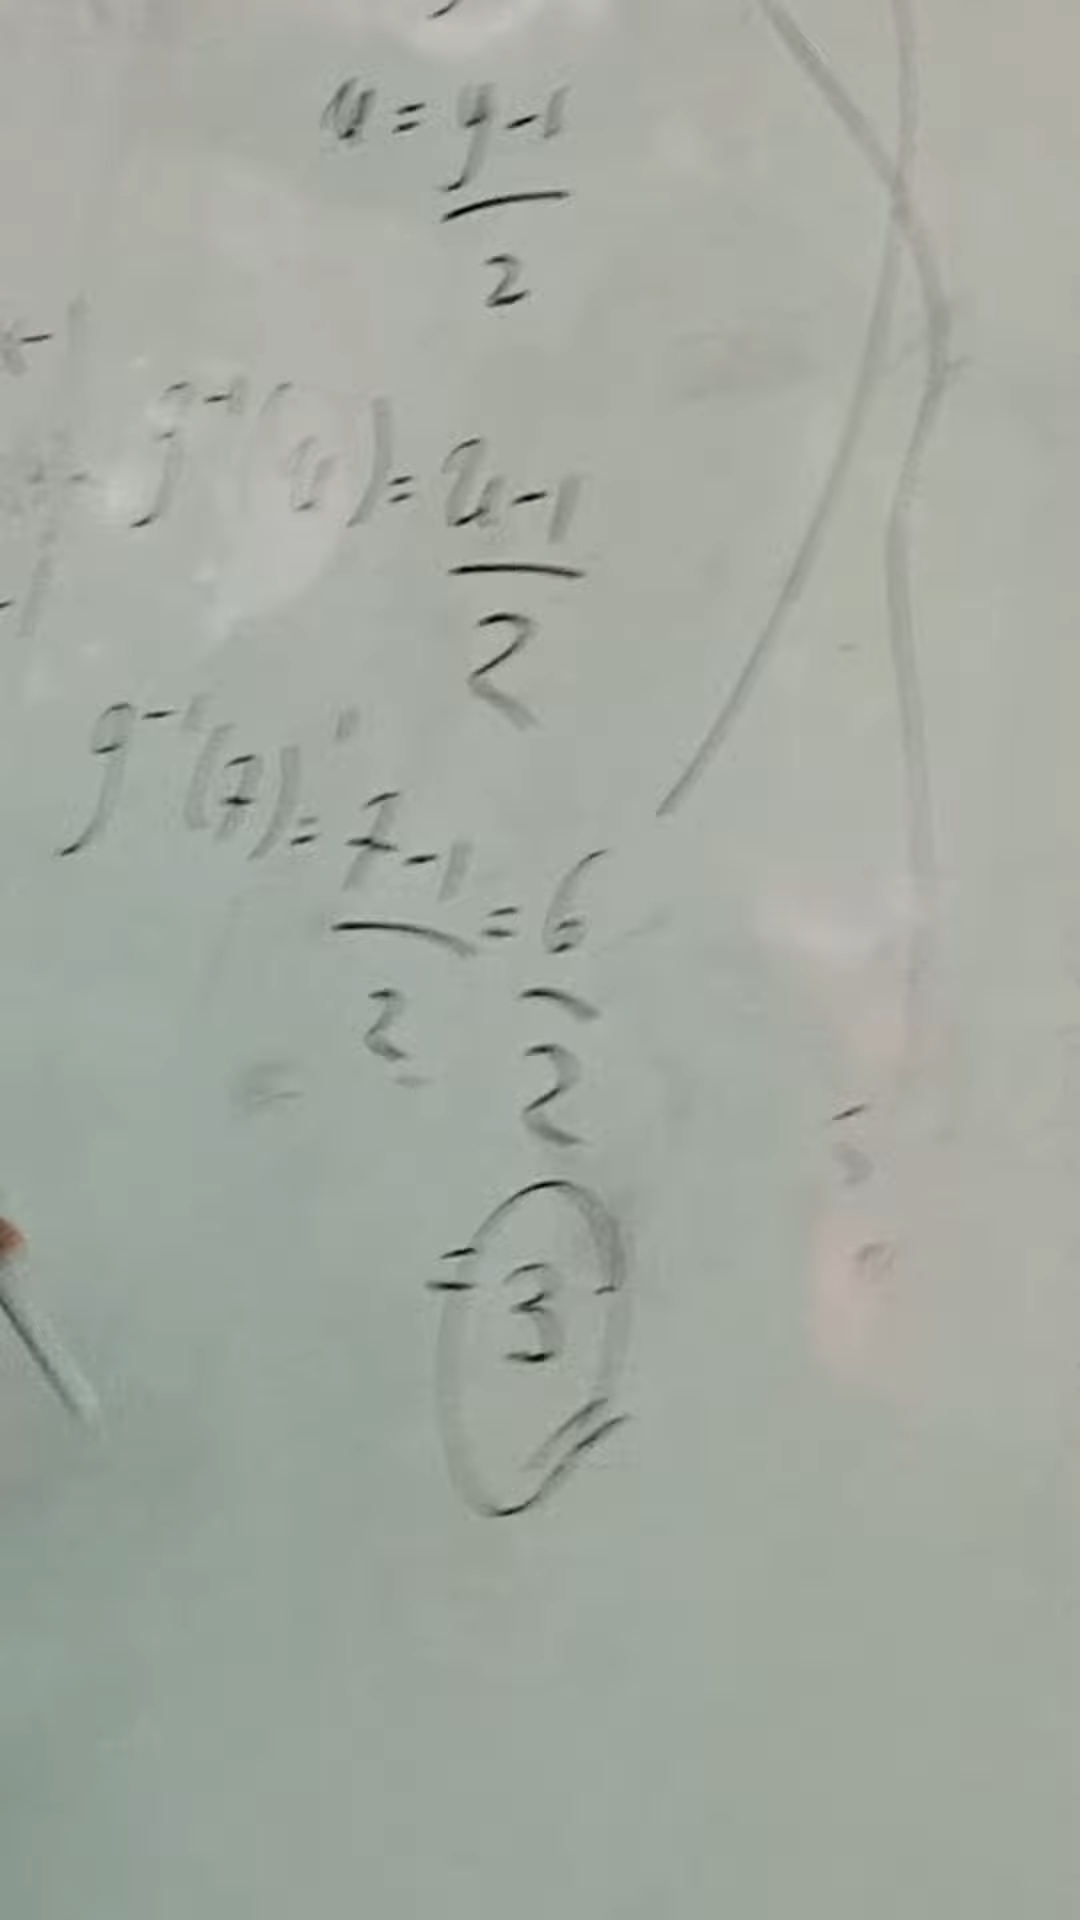 x = y-1
2
g⁻¹(x) = x-1
2
g⁻¹(7) = 7-1 = 6
2 2
= 3